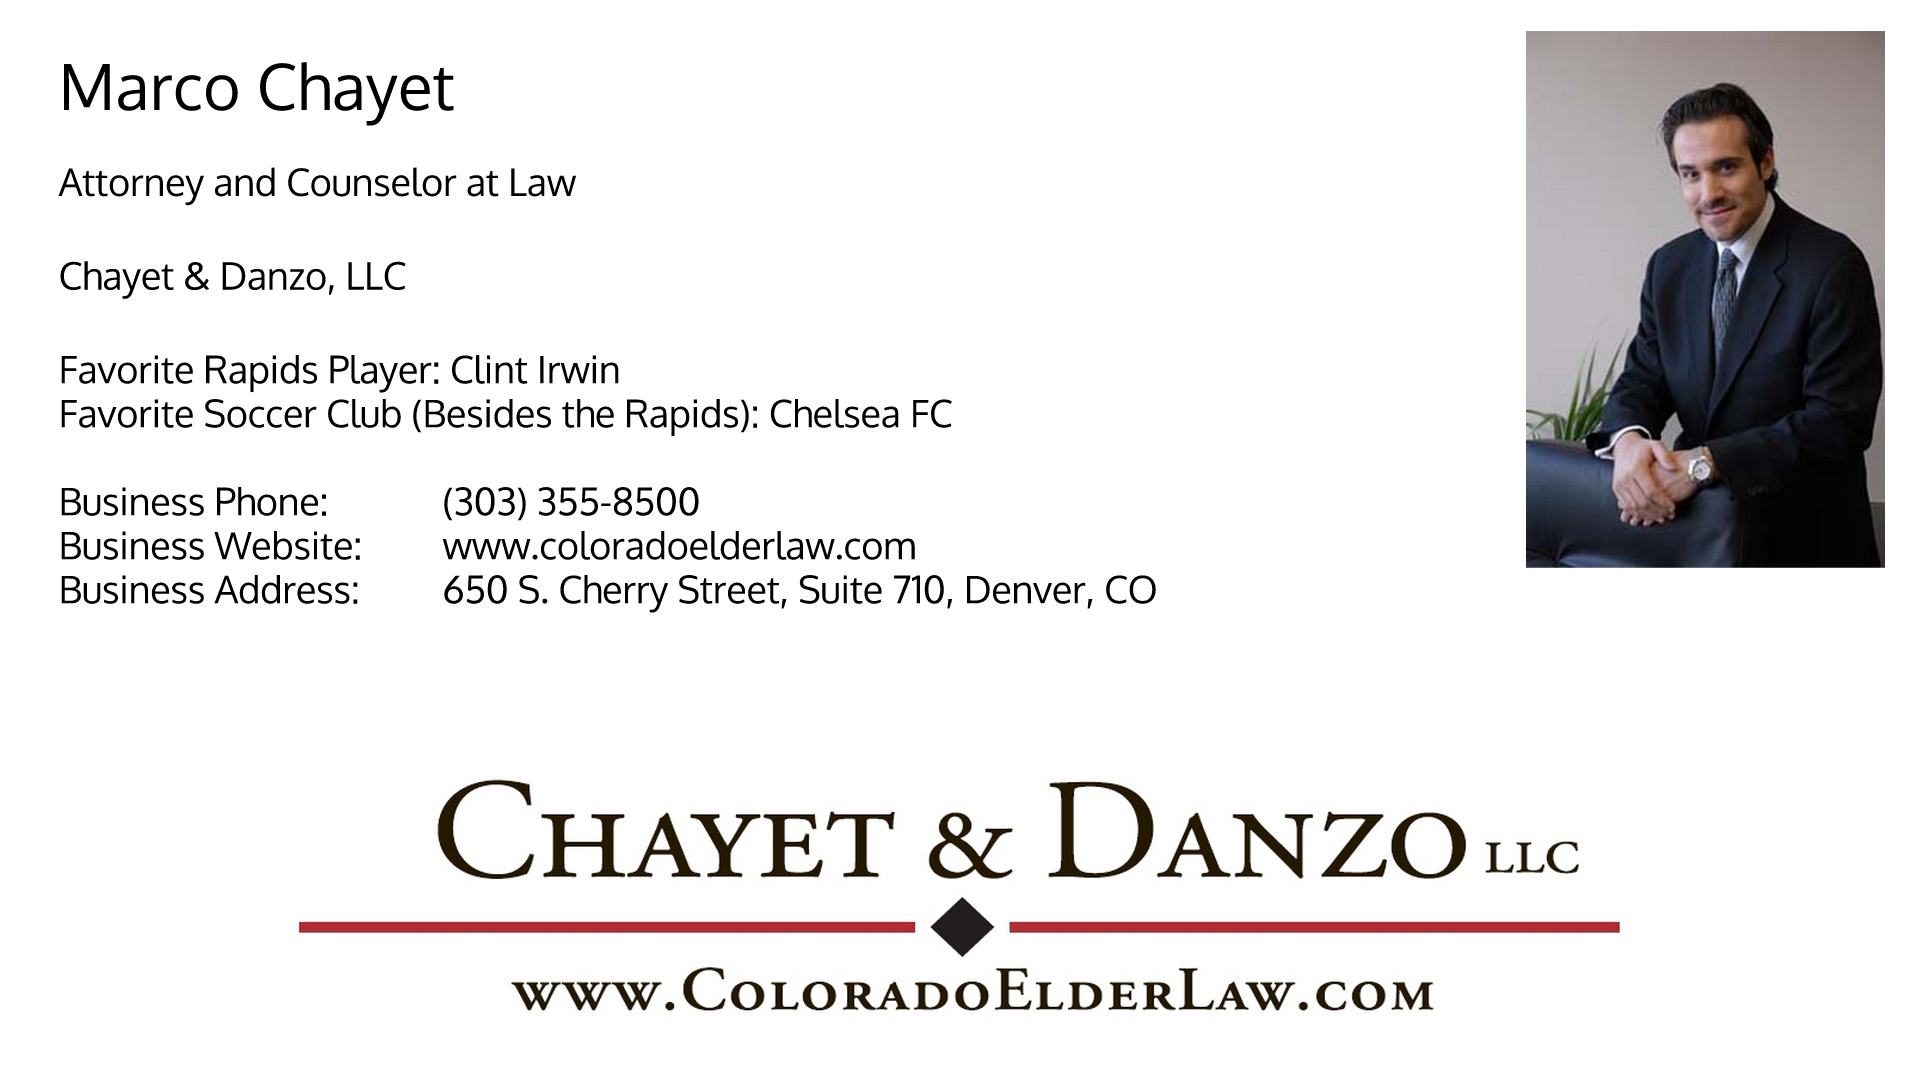 Marco Chayet
Attorney and Counselor at Law
Chayet & Danzo, LLC
Favorite Rapids Player: Clint Irwin
Favorite Soccer Club (Besides the Rapids): Chelsea FC
Business Phone: (303) 355-8500
Business Website: www.coloradoelderlaw.com
Business Address: 650 S. Cherry Street, Suite 710, Denver, CO
CHAYET & DANZO LLC
WWW.COLORADOELDERLAW.COM